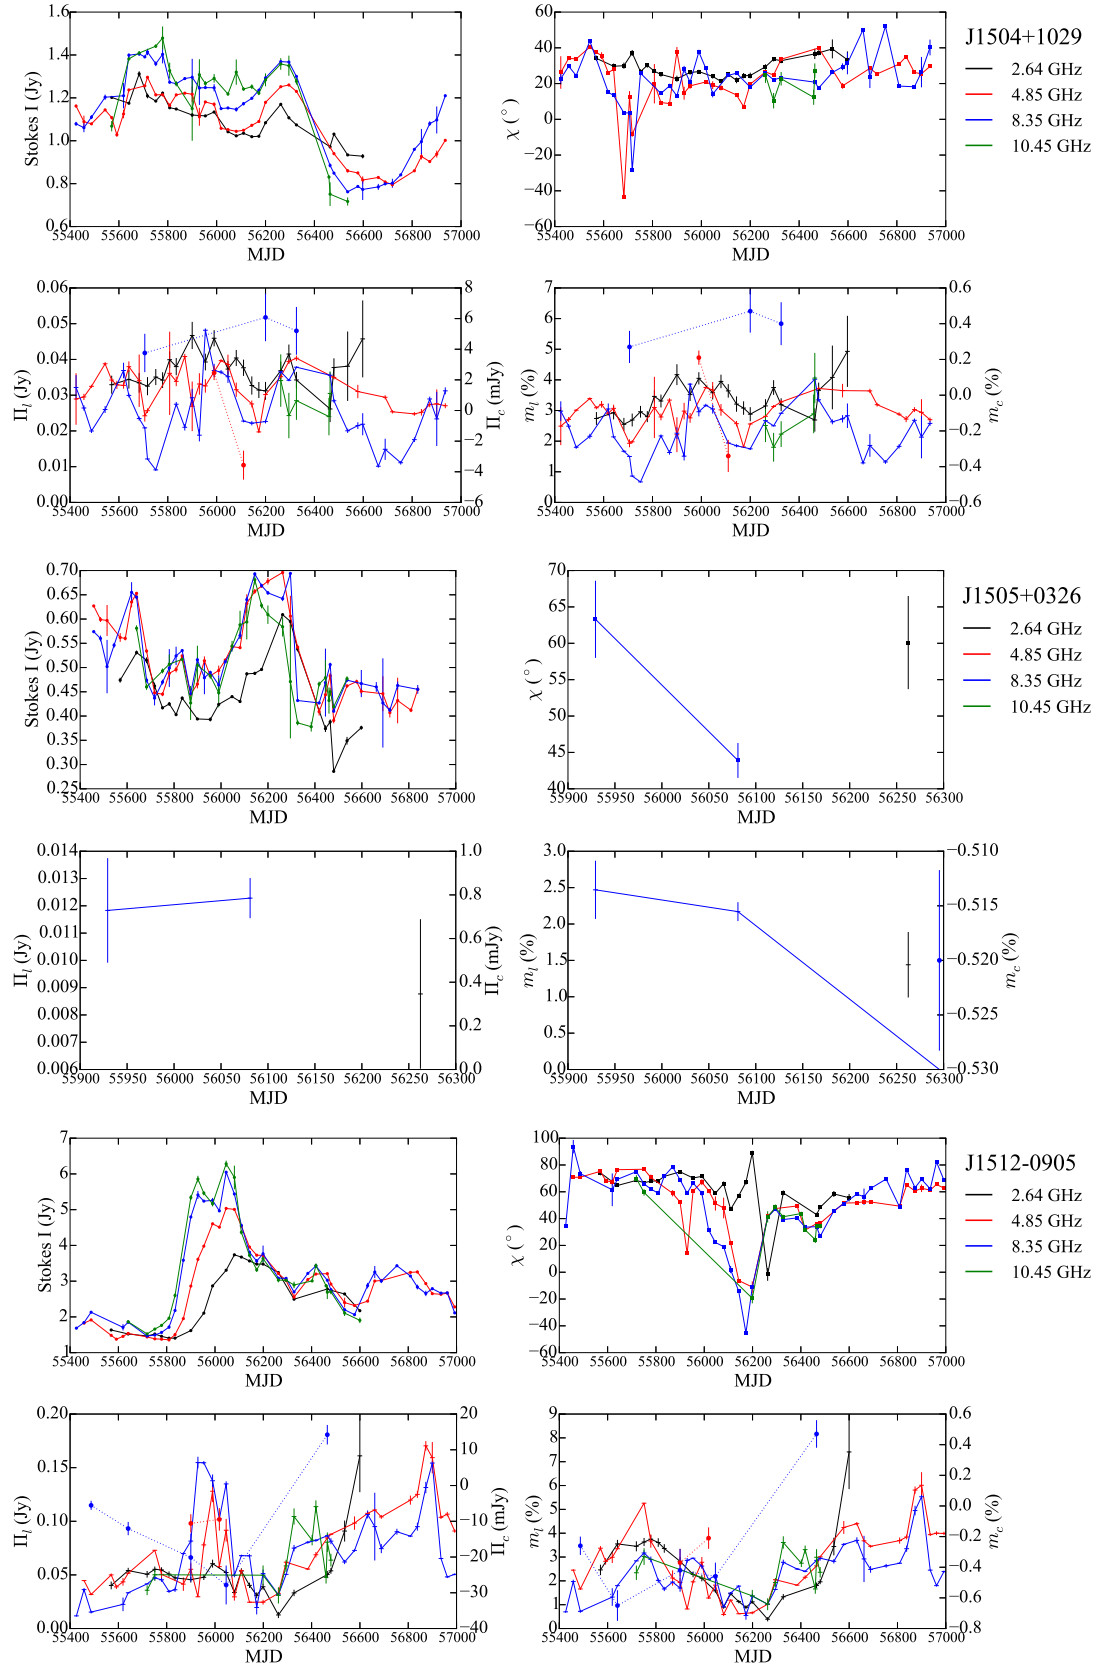 J1504+1029
2.64 GHz
4.85 GHz
8.35 GHz
10.45 GHz
Stokes I (Jy)
1.6
1.4
1.2
1.0
0.8
0.6
55400 55600 55800 56000 56200 56400 56600 56800 57000
MJD
χ (°)
60
40
20
0
−20
−40
−60
55400 55600 55800 56000 56200 56400 56600 56800 57000
MJD
Π_l (Jy)
0.06
0.05
0.04
0.03
0.02
0.01
0.00
8
6
4
2
0
−2
−4
−6
Π_c (mJy)
55400 55600 55800 56000 56200 56400 56600 56800 57000
MJD
m_l (%)
7
6
5
4
3
2
1
0
0.6
0.4
0.2
0.0
−0.2
−0.4
−0.6
m_c (%)
55400 55600 55800 56000 56200 56400 56600 56800 57000
MJD
J1505+0326
2.64 GHz
4.85 GHz
8.35 GHz
10.45 GHz
Stokes I (Jy)
0.70
0.65
0.60
0.55
0.50
0.45
0.40
0.35
0.30
0.25
55400 55600 55800 56000 56200 56400 56600 56800 57000
MJD
χ (°)
70
65
60
55
50
45
40
55900 55950 56000 56050 56100 56150 56200 56250 56300
MJD
Π_l (Jy)
0.014
0.013
0.012
0.011
0.010
0.009
0.008
0.007
0.006
1.0
0.8
0.6
0.4
0.2
0.0
Π_c (mJy)
55900 55950 56000 56050 56100 56150 56200 56250 56300
MJD
m_l (%)
3.0
2.5
2.0
1.5
1.0
0.5
0.0
−0.510
−0.515
−0.520
−0.525
−0.530
m_c (%)
55900 55950 56000 56050 56100 56150 56200 56250 56300
MJD
J1512-0905
2.64 GHz
4.85 GHz
8.35 GHz
10.45 GHz
Stokes I (Jy)
7
6
5
4
3
2
1
55400 55600 55800 56000 56200 56400 56600 56800 57000
MJD
χ (°)
100
80
60
40
20
0
−20
−40
−60
55400 55600 55800 56000 56200 56400 56600 56800 57000
MJD
Π_l (Jy)
0.20
0.15
0.10
0.05
0.00
20
10
0
−10
−20
−30
−40
Π_c (mJy)
55400 55600 55800 56000 56200 56400 56600 56800 57000
MJD
m_l (%)
9
8
7
6
5
4
3
2
1
0
0.6
0.4
0.2
0.0
−0.2
−0.4
−0.6
−0.8
m_c (%)
55400 55600 55800 56000 56200 56400 56600 56800 57000
MJD